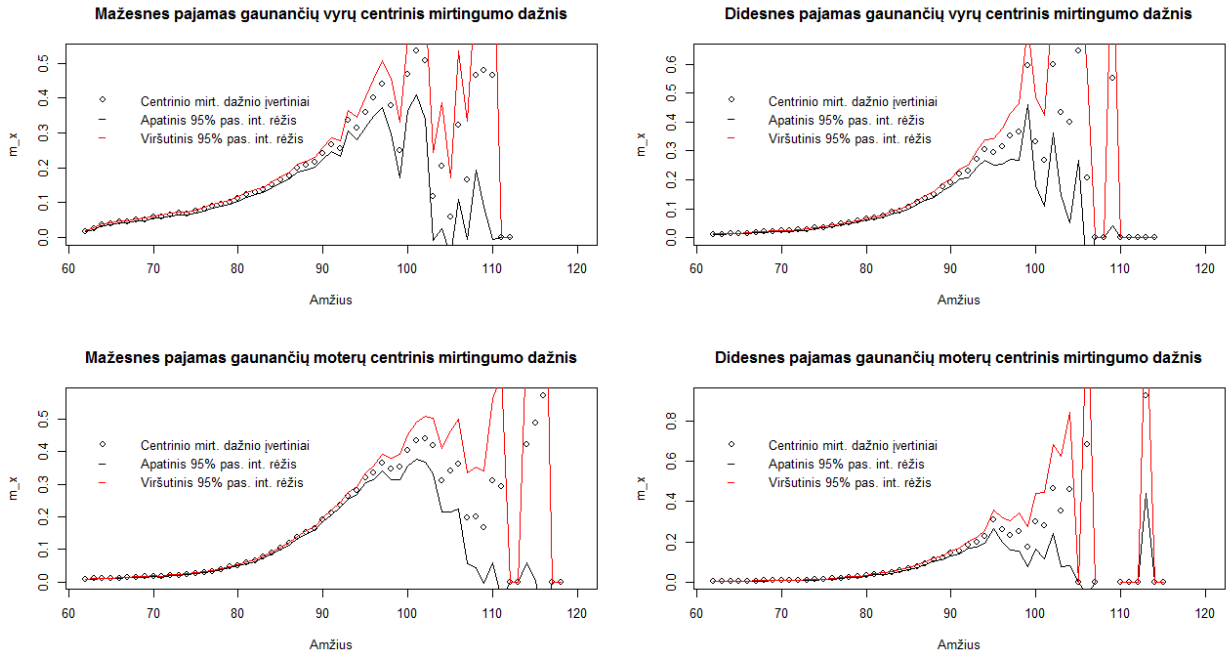 Mažesnes pajamas gaunančių vyrų centrinis mirtingumo dažnis
m_x
0.5
0.4
0.3
0.2
0.1
0.0
Centrinio mirt. dažnio įvertiniai
Apatinis 95% pas. int. rėžis
Viršutinis 95% pas. int. rėžis
60 70 80 90 100 110 120
Amžius
Didesnes pajamas gaunančių vyrų centrinis mirtingumo dažnis
m_x
0.6
0.5
0.4
0.3
0.2
0.1
0.0
Centrinio mirt. dažnio įvertiniai
Apatinis 95% pas. int. rėžis
Viršutinis 95% pas. int. rėžis
60 70 80 90 100 110 120
Amžius
Mažesnes pajamas gaunančių moterų centrinis mirtingumo dažnis
m_x
0.5
0.4
0.3
0.2
0.1
0.0
Centrinio mirt. dažnio įvertiniai
Apatinis 95% pas. int. rėžis
Viršutinis 95% pas. int. rėžis
60 70 80 90 100 110 120
Amžius
Didesnes pajamas gaunančių moterų centrinis mirtingumo dažnis
m_x
0.8
0.6
0.4
0.2
0.0
Centrinio mirt. dažnio įvertiniai
Apatinis 95% pas. int. rėžis
Viršutinis 95% pas. int. rėžis
60 70 80 90 100 110 120
Amžius